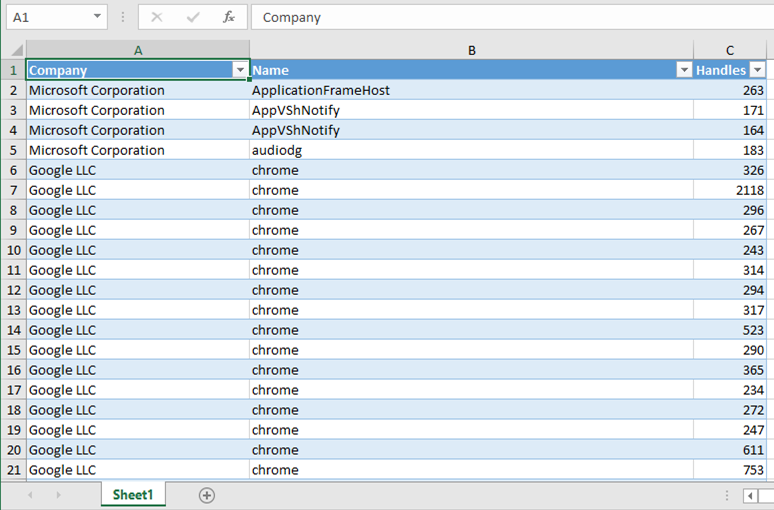 A1 fx Company
A B C
1 Company Name Handles
2 Microsoft Corporation ApplicationFrameHost 263
3 Microsoft Corporation AppVShNotify 171
4 Microsoft Corporation AppVShNotify 164
5 Microsoft Corporation audiodg 183
6 Google LLC chrome 326
7 Google LLC chrome 2118
8 Google LLC chrome 296
9 Google LLC chrome 267
10 Google LLC chrome 243
11 Google LLC chrome 314
12 Google LLC chrome 294
13 Google LLC chrome 317
14 Google LLC chrome 523
15 Google LLC chrome 290
16 Google LLC chrome 365
17 Google LLC chrome 234
18 Google LLC chrome 272
19 Google LLC chrome 247
20 Google LLC chrome 611
21 Google LLC chrome 753
Sheet1